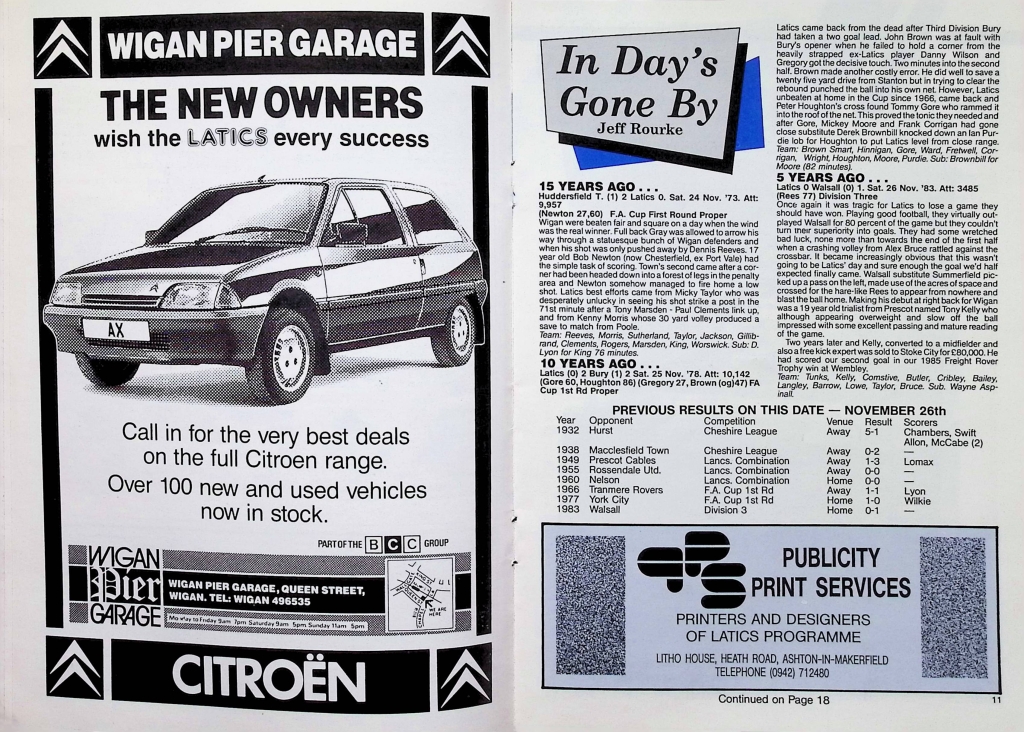 WIGAN PIER GARAGE
THE NEW OWNERS
wish the LATICS every success
AX
Call in for the very best deals
on the full Citroen range.
Over 100 new and used vehicles
now in stock.
PART OF THE BCC GROUP
WIGAN
Pier
GARAGE
WIGAN PIER GARAGE, QUEEN STREET,
WIGAN. TEL: WIGAN 496535
Monday to Friday 9am 7pm Saturday 9am 5pm Sunday 11am 5pm
WE ARE
HERE
CITROËN
In Day's
Gone By
Jeff Rourke
15 YEARS AGO . . .
Huddersfield T. (1) 2 Latics 0. Sat. 24 Nov. '73. Att:
9,957
(Newton 27,60) F.A. Cup First Round Proper
Wigan were beaten fair and square on a day when the wind
was the real winner. Full back Gray was allowed to arrow his
way through a statuesque bunch of Wigan defenders and
when his shot was only pushed away by Dennis Reeves. 17
year old Bob Newton (now Chesterfield, ex Port Vale) had
the simple task of scoring. Town's second came after a cor-
ner had been headed down into a forest of legs in the penalty
area and Newton somehow managed to fire home a low
shot. Latics best efforts came from Micky Taylor who was
desperately unlucky in seeing his shot strike a post in the
71st minute after a Tony Marsden - Paul Clements link up,
and from Kenny Morris whose 30 yard volley produced a
save to match from Poole.
Team: Reeves, Morris, Sutherland, Taylor, Jackson, Gillib-
rand, Clements, Rogers, Marsden, King, Worswick. Sub: D.
Lyon for King 76 minutes.
10 YEARS AGO . . .
Latics (0) 2 Bury (1) 2 Sat. 25 Nov. '78. Att: 10,142
(Gore 60, Houghton 86) (Gregory 27, Brown (og)47) FA
Cup 1st Rd Proper
Latics came back from the dead after Third Division Bury
had taken a two goal lead. John Brown was at fault with
Bury's opener when he failed to hold a corner from the
heavily strapped ex-Latics player Danny Wilson and
Gregory got the decisive touch. Two minutes into the second
half. Brown made another costly error. He did well to save a
twenty five yard drive from Stanton but in trying to clear the
rebound punched the ball into his own net. However, Latics
unbeaten at home in the Cup since 1966, came back and
Peter Houghton's cross found Tommy Gore who rammed it
into the roof of the net. This proved the tonic they needed and
after Gore, Mickey Moore and Frank Corrigan had gone
close substitute Derek Brownbill knocked down an Ian Pur-
die lob for Houghton to put Latics level from close range.
Team: Brown Smart, Hinnigan, Gore, Ward, Fretwell, Cor-
rigan, Wright, Houghton, Moore, Purdie. Sub: Brownbill for
Moore (82 minutes).
5 YEARS AGO . . .
Latics 0 Walsall (0) 1. Sat. 26 Nov. '83. Att: 3485
(Rees 77) Division Three
Once again it was tragic for Latics to lose a game they
should have won. Playing good football, they virtually out-
played Walsall for 80 percent of the game but they couldn't
turn their superiority into goals. They had some wretched
bad luck, none more than towards the end of the first half
when a crashing volley from Alex Bruce rattled against the
crossbar. It became increasingly obvious that this wasn't
going to be Latics' day and sure enough the goal we'd half
expected finally came. Walsall substitute Summerfield pic-
ked up a pass on the left, made use of the acres of space and
crossed for the hare-like Rees to appear from nowhere and
blast the ball home. Making his debut at right back for Wigan
was a 19 year old trialist from Prescot named Tony Kelly who
although appearing overweight and slow off the ball
impressed with some excellent passing and mature reading
of the game.
Two years later and Kelly, converted to a midfielder and
also a free kick expert was sold to Stoke City for £80,000. He
had scored our second goal in our 1985 Freight Rover
Trophy win at Wembley.
Team: Tunks, Kelly, Comstive, Butler, Cribley, Bailey,
Langley, Barrow, Lowe, Taylor, Bruce. Sub. Wayne Asp-
inall.
PREVIOUS RESULTS ON THIS DATE — NOVEMBER 26th
Year Opponent Competition Venue Result Scorers
1932 Hurst Cheshire League Away 5-1 Chambers, Swift
Allon, McCabe (2)
1938 Macclesfield Town Cheshire League Away 0-2 —
1949 Prescot Cables Lancs. Combination Away 1-3 Lomax
1955 Rossendale Utd. Lancs. Combination Away 0-0 —
1960 Nelson Lancs. Combination Home 0-0 —
1966 Tranmere Rovers F.A. Cup 1st Rd Away 1-1 Lyon
1977 York City F.A. Cup 1st Rd Home 1-0 Wilkie
1983 Walsall Division 3 Home 0-1 —
PPS
PUBLICITY
PRINT SERVICES
PRINTERS AND DESIGNERS
OF LATICS PROGRAMME
LITHO HOUSE, HEATH ROAD, ASHTON-IN-MAKERFIELD
TELEPHONE (0942) 712480
Continued on Page 18
11